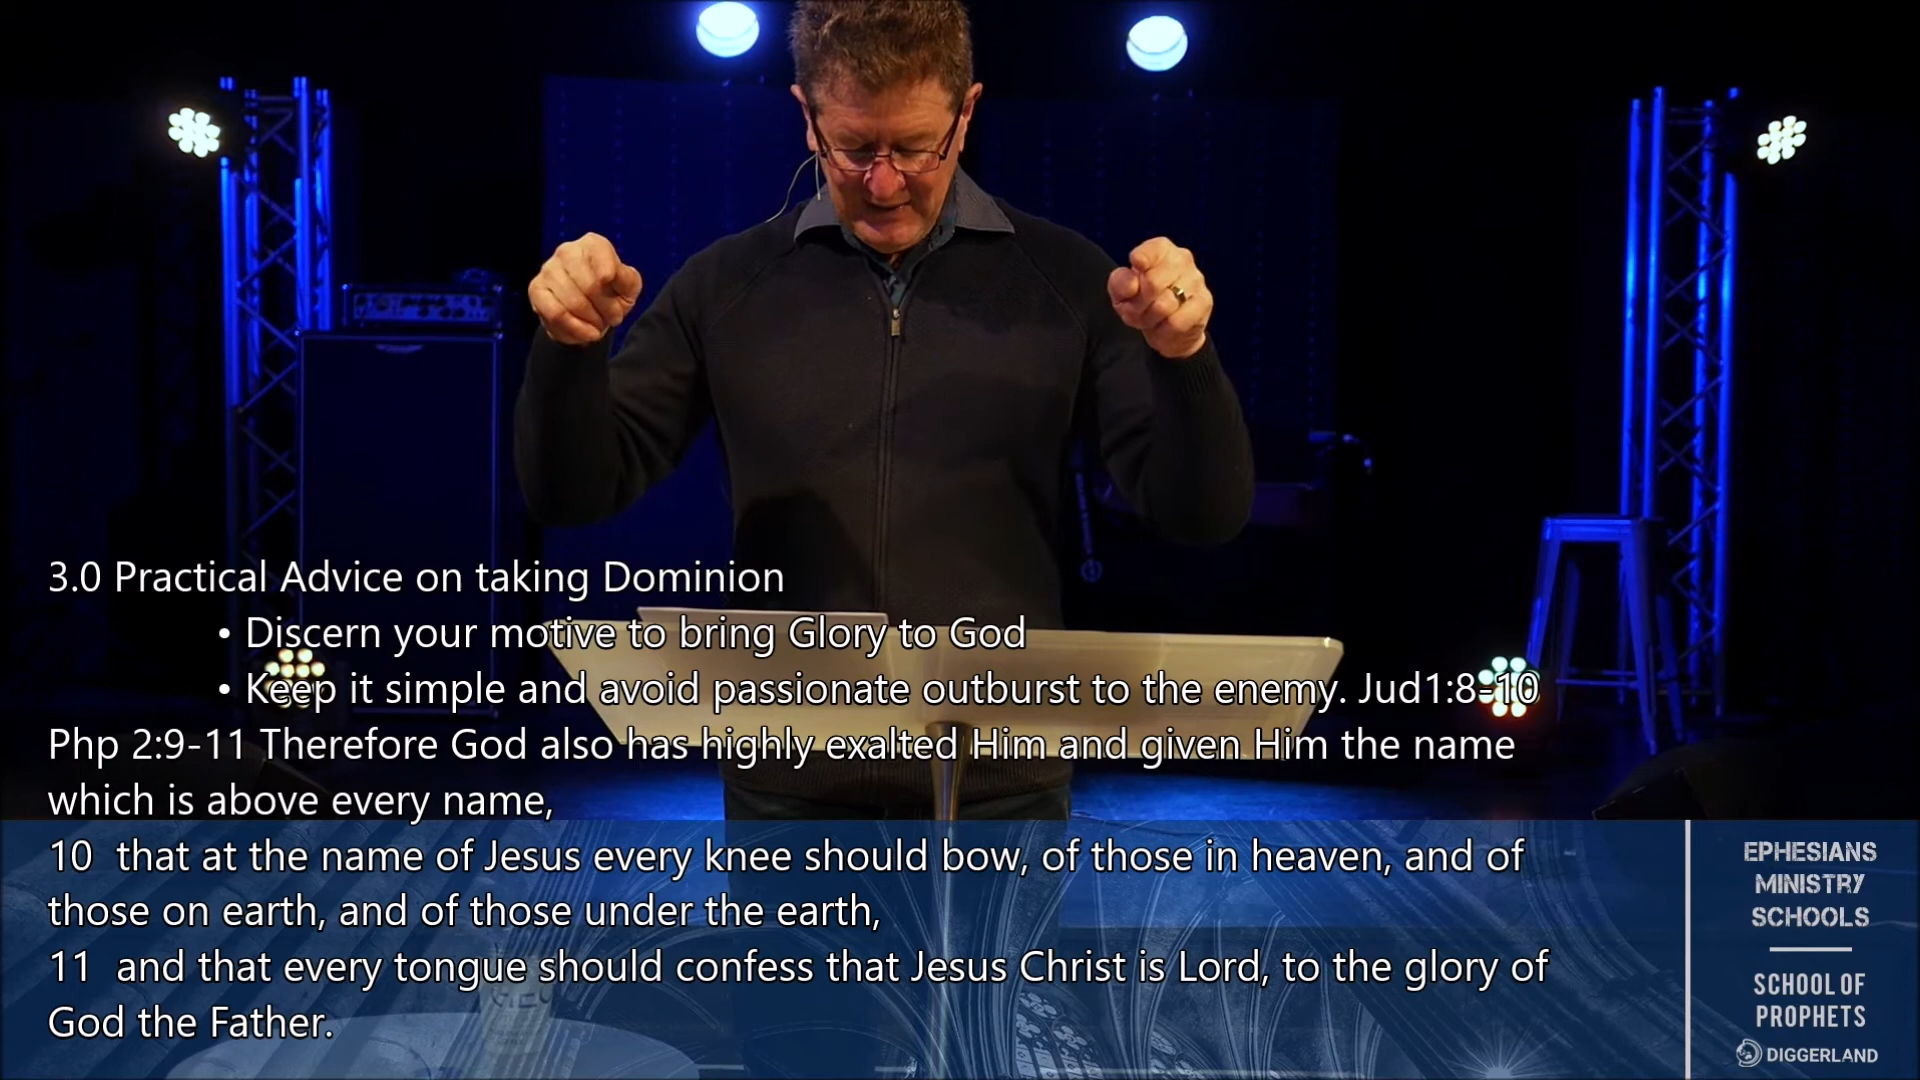 3.0 Practical Advice on taking Dominion
• Discern your motive to bring Glory to God
• Keep it simple and avoid passionate outburst to the enemy. Jud1:8-10
Php 2:9-11 Therefore God also has highly exalted Him and given Him the name
which is above every name,
10 that at the name of Jesus every knee should bow, of those in heaven, and of
those on earth, and of those under the earth,
11 and that every tongue should confess that Jesus Christ is Lord, to the glory of
God the Father.
EPHESIANS
MINISTRY
SCHOOLS
SCHOOL OF
PROPHETS
DIGGERLAND